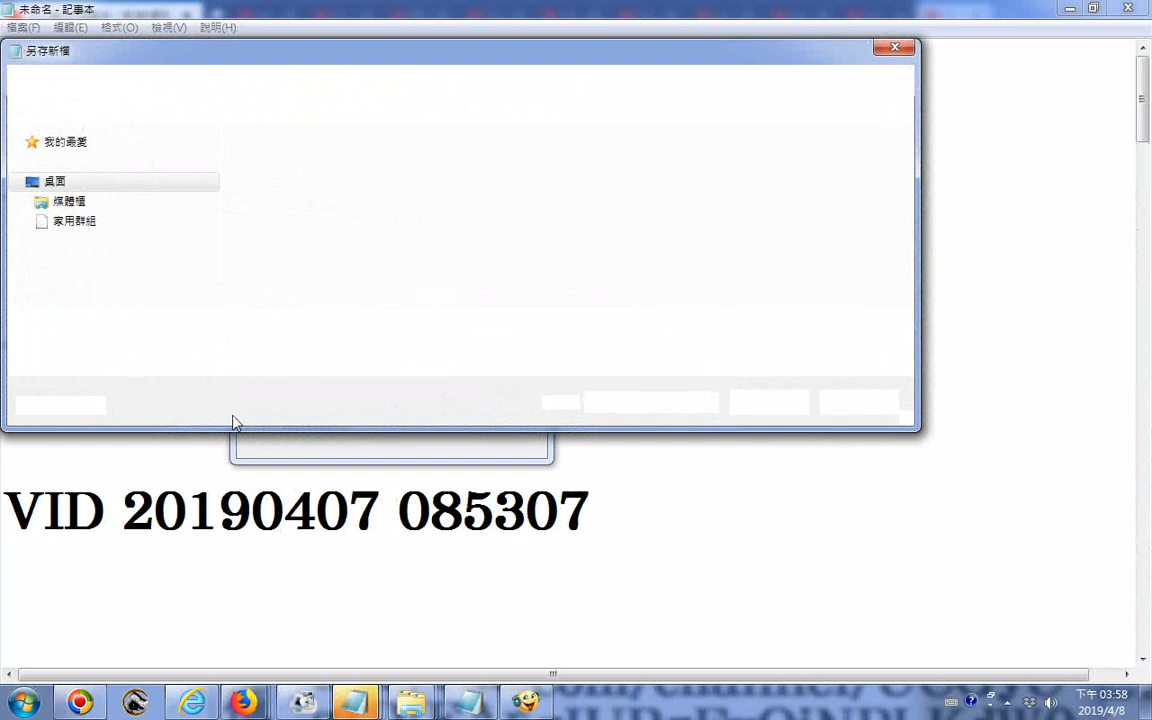 未命名 - 記事本
檔案(F) 編輯(E) 格式(O) 檢視(V) 說明(H)
另存新檔
我的最愛
桌面
媒體櫃
家用群組
VID 20190407 085307
下午 03:58
2019/4/8